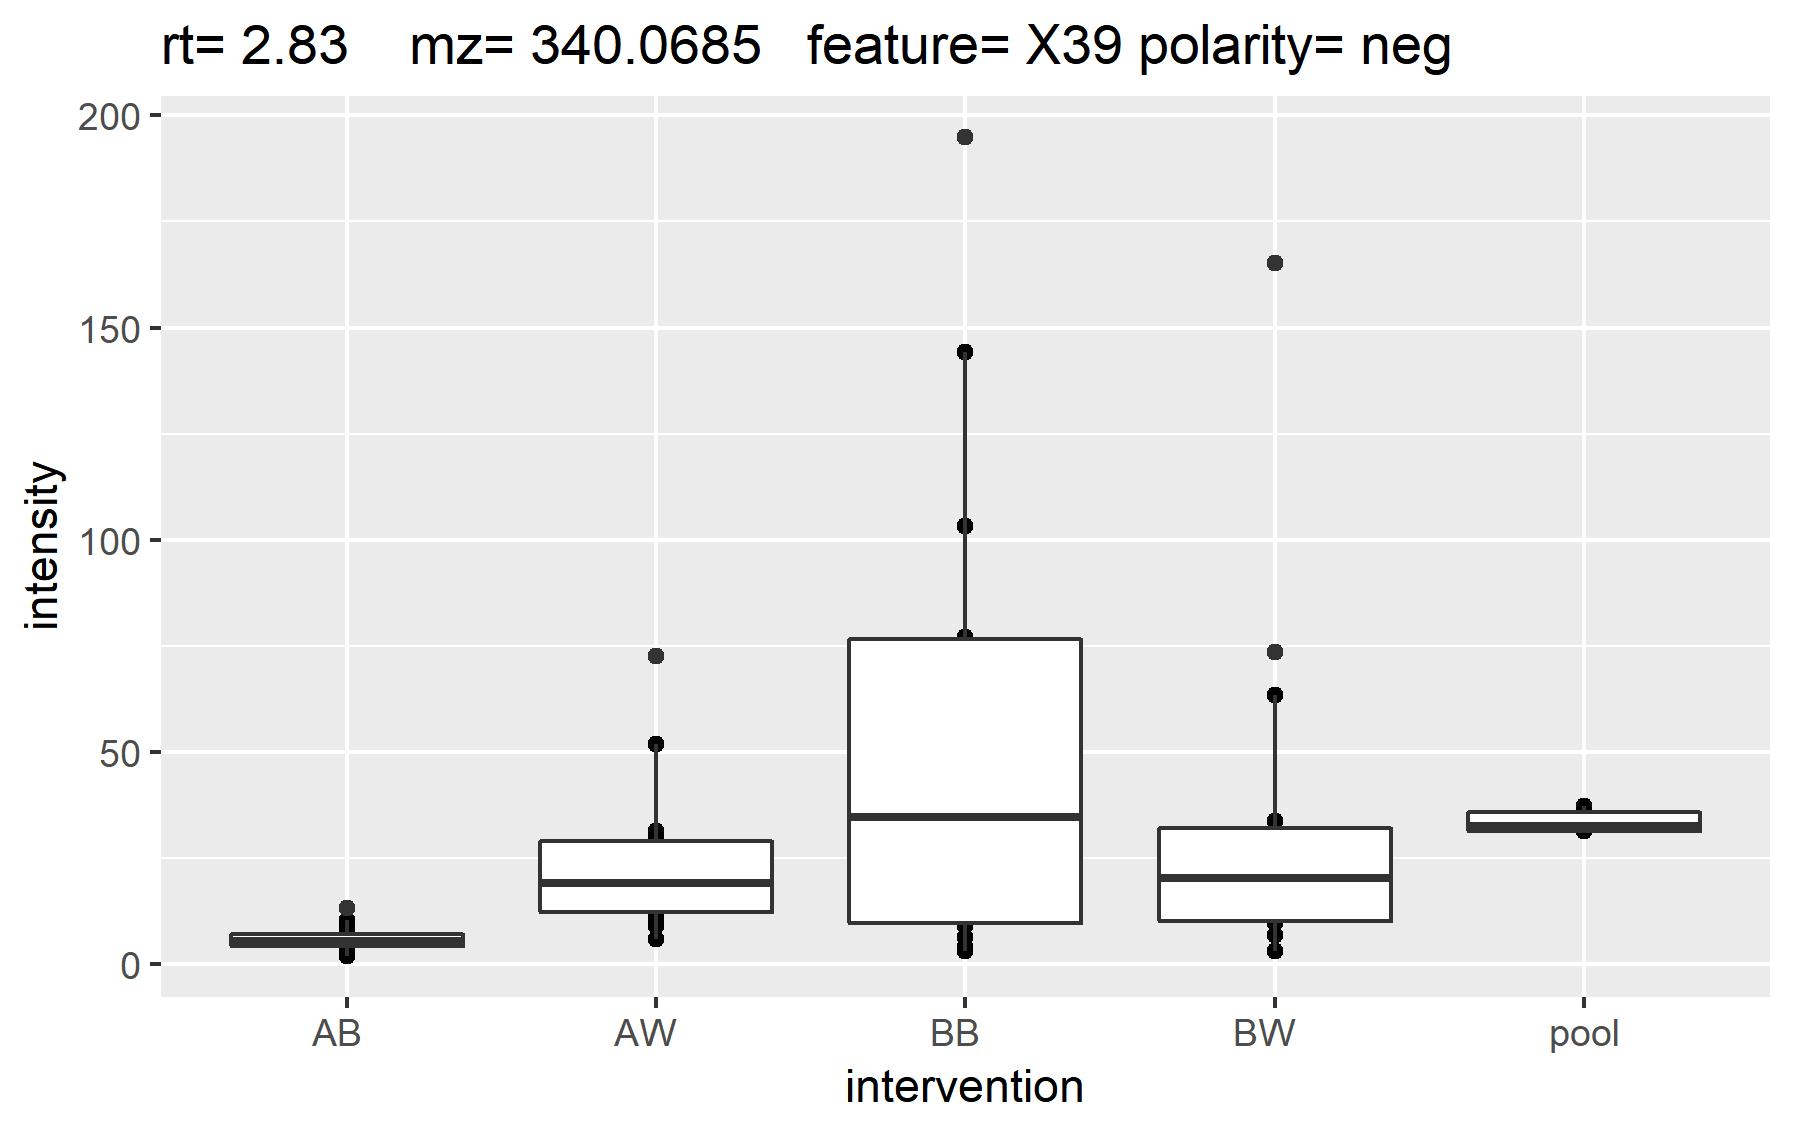 rt= 2.83    mz= 340.0685   feature= X39 polarity= neg
200
150
100
50
0
intensity
AB AW BB BW pool
intervention